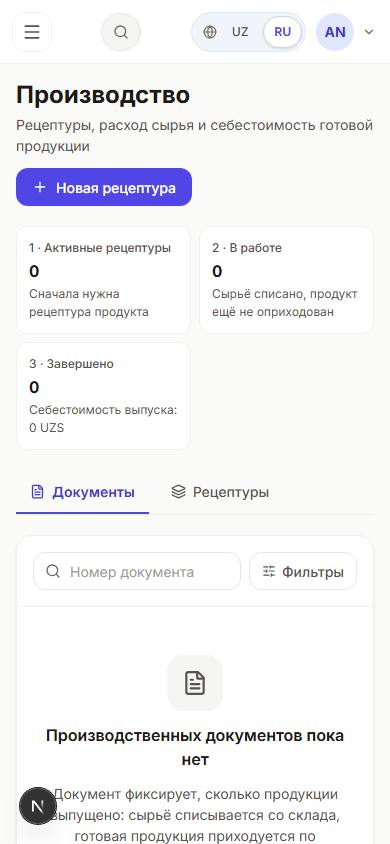 UZ RU AN
Производство
Рецептуры, расход сырья и себестоимость готовой
продукции
+ Новая рецептура
1 · Активные рецептуры
0
Сначала нужна
рецептура продукта
2 · В работе
0
Сырьё списано, продукт
ещё не оприходован
3 · Завершено
0
Себестоимость выпуска:
0 UZS
Документы Рецептуры
Номер документа Фильтры
Производственных документов пока
нет
Документ фиксирует, сколько продукции
выпущено: сырьё списывается со склада,
готовая продукция приходуется по
N